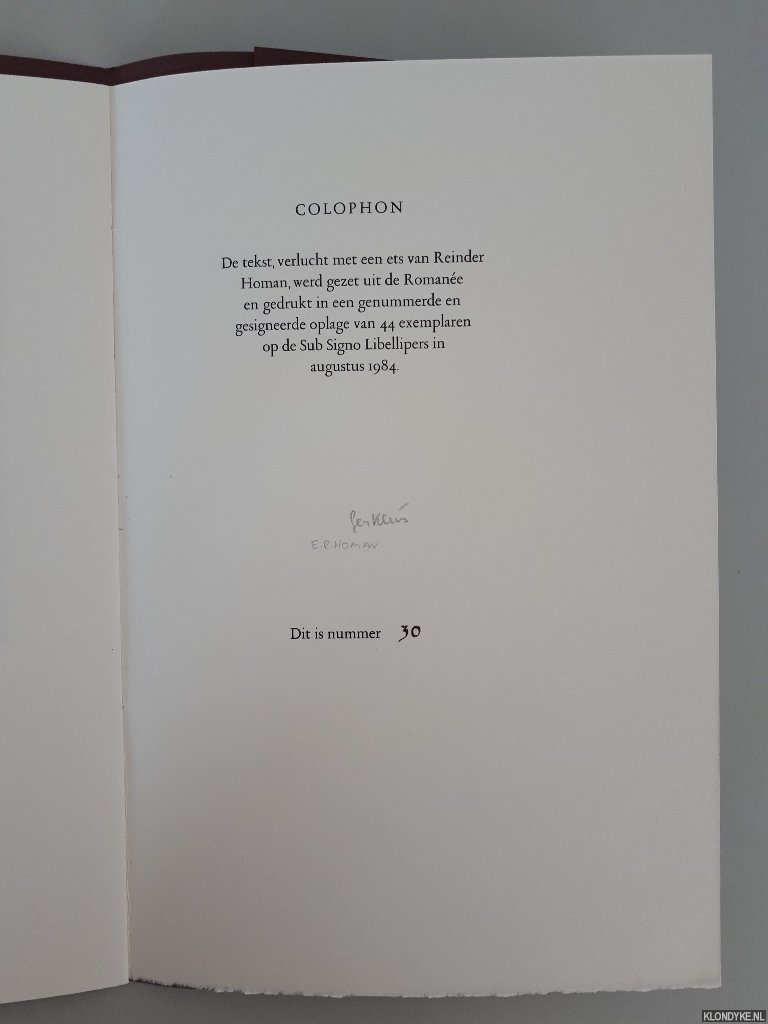 COLOPHON
De tekst, verlucht met een ets van Reinder
Homan, werd gezet uit de Romanée
en gedrukt in een genummerde en
gesigneerde oplage van 44 exemplaren
op de Sub Signo Libellipers in
augustus 1984.
Ger Kleis
E.R. HOMAN
Dit is nummer 30
KLONDYKE.NL